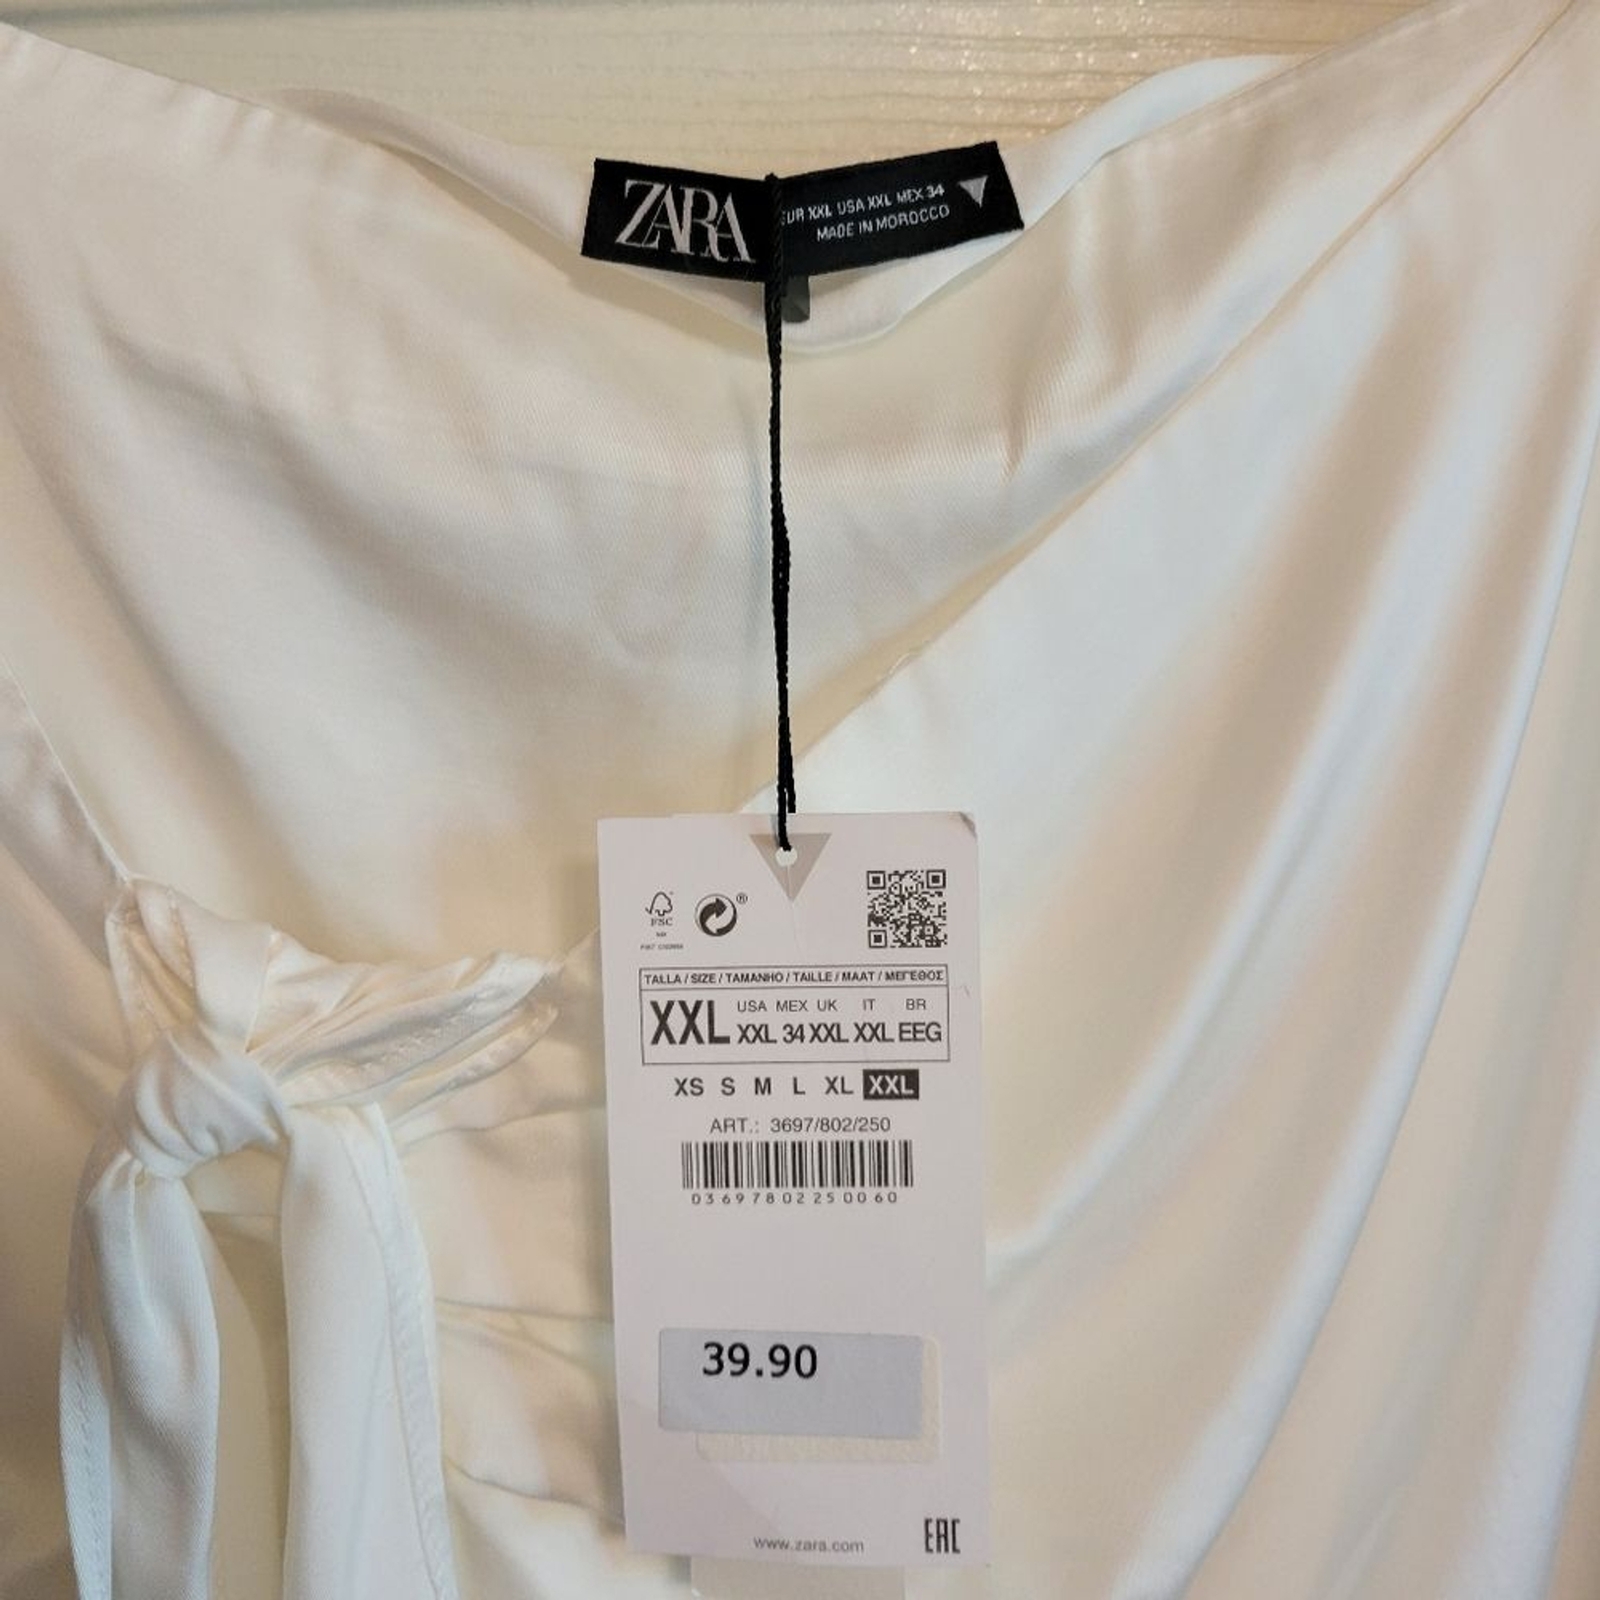 ZARA
EUR XXL USA XXL MEX 34
MADE IN MOROCCO
FSC
®
TALLA / SIZE / TAMANHO / TAILLE / MAAT / ΜΕΓΕΘΟΣ
USA MEX UK IT BR
XXL XXL 34 XXL XXL EEG
XS S M L XL XXL
ART.: 3697/802/250
03697802250060
39.90
www.zara.com
EAC